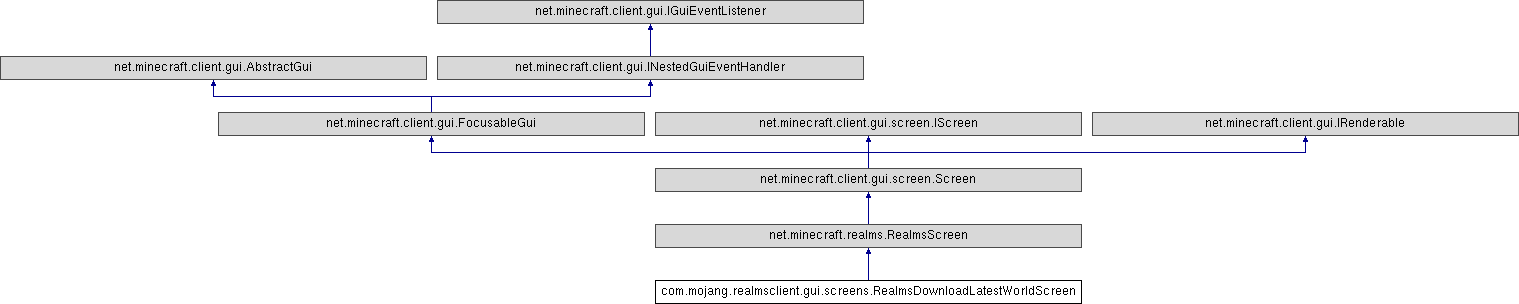 net.minecraft.client.gui.IGuiEventListener
net.minecraft.client.gui.AbstractGui
net.minecraft.client.gui.INestedGuiEventHandler
net.minecraft.client.gui.FocusableGui
net.minecraft.client.gui.screen.IScreen
net.minecraft.client.gui.IRenderable
net.minecraft.client.gui.screen.Screen
net.minecraft.realms.RealmsScreen
com.mojang.realmsclient.gui.screens.RealmsDownloadLatestWorldScreen